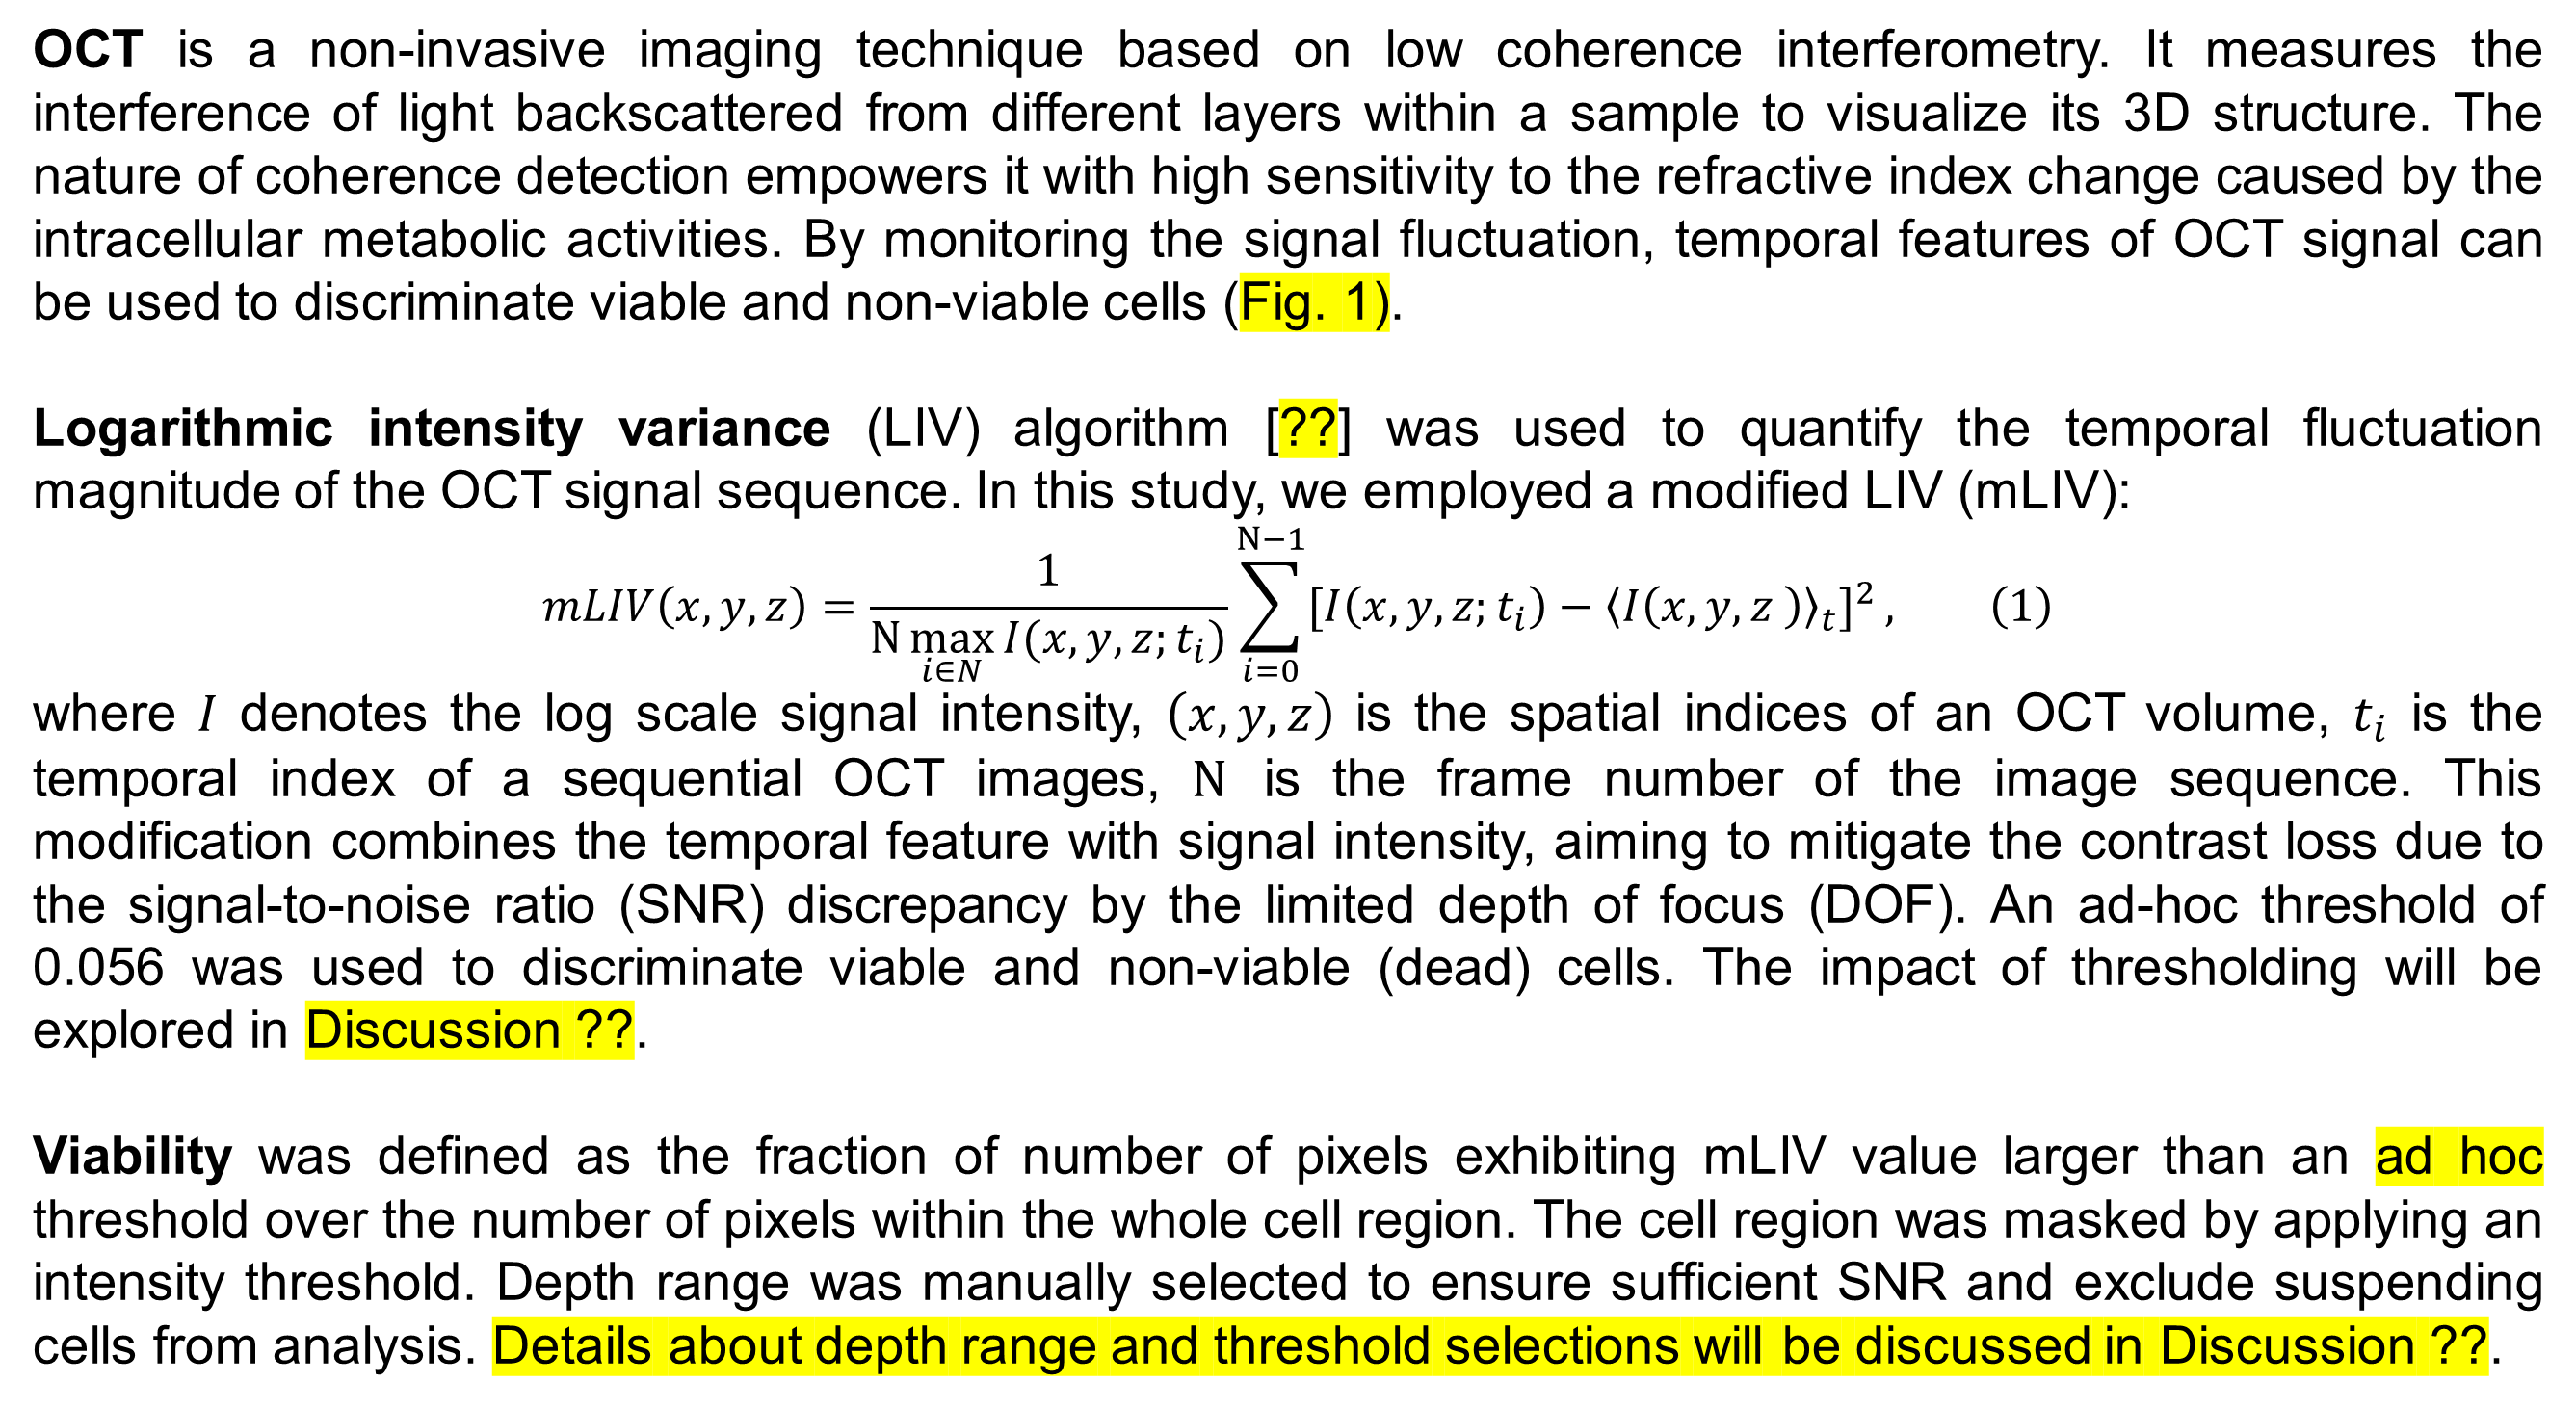 OCT is a non-invasive imaging technique based on low coherence interferometry. It measures the
interference of light backscattered from different layers within a sample to visualize its 3D structure. The
nature of coherence detection empowers it with high sensitivity to the refractive index change caused by the
intracellular metabolic activities. By monitoring the signal fluctuation, temporal features of OCT signal can
be used to discriminate viable and non-viable cells (Fig. 1).
Logarithmic intensity variance (LIV) algorithm [??] was used to quantify the temporal fluctuation
magnitude of the OCT signal sequence. In this study, we employed a modified LIV (mLIV):
mLIV(x, y, z) = \frac{1}{N \max_{i∈N} I(x, y, z; t_i)} \sum_{i=0}^{N−1} [I(x, y, z; t_i) − ⟨I(x, y, z )⟩_t]^2 , (1)
where I denotes the log scale signal intensity, (x, y, z) is the spatial indices of an OCT volume, t_i is the
temporal index of a sequential OCT images, N is the frame number of the image sequence. This
modification combines the temporal feature with signal intensity, aiming to mitigate the contrast loss due to
the signal-to-noise ratio (SNR) discrepancy by the limited depth of focus (DOF). An ad-hoc threshold of
0.056 was used to discriminate viable and non-viable (dead) cells. The impact of thresholding will be
explored in Discussion ??.
Viability was defined as the fraction of number of pixels exhibiting mLIV value larger than an ad hoc
threshold over the number of pixels within the whole cell region. The cell region was masked by applying an
intensity threshold. Depth range was manually selected to ensure sufficient SNR and exclude suspending
cells from analysis. Details about depth range and threshold selections will be discussed in Discussion ??.